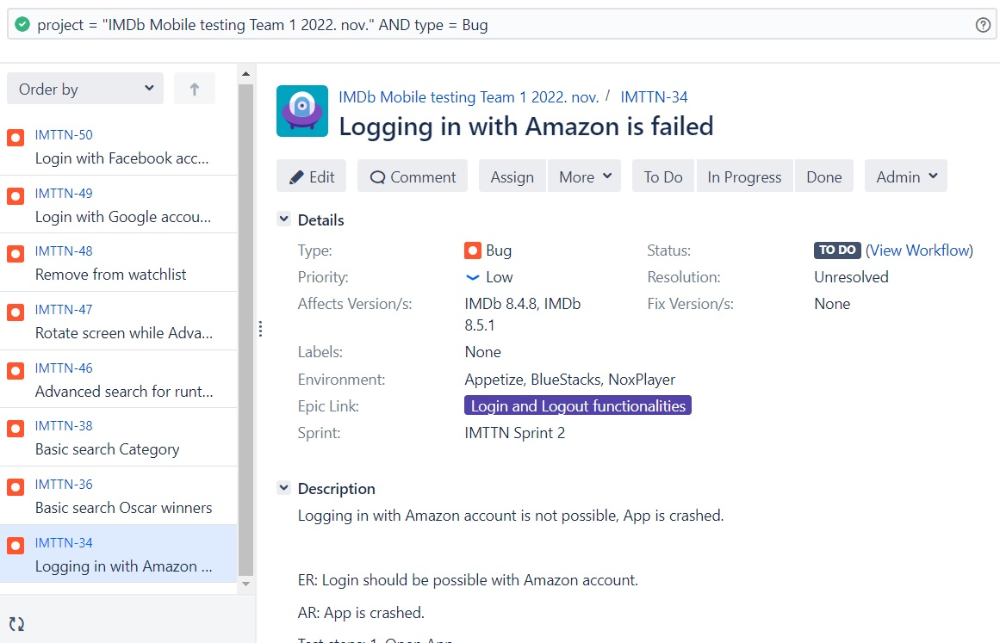 project = "IMDb Mobile testing Team 1 2022. nov." AND type = Bug
Order by
IMTTN-50
Login with Facebook acc...
IMTTN-49
Login with Google accou...
IMTTN-48
Remove from watchlist
IMTTN-47
Rotate screen while Adva...
IMTTN-46
Advanced search for runt...
IMTTN-38
Basic search Category
IMTTN-36
Basic search Oscar winners
IMTTN-34
Logging in with Amazon ...
IMDb Mobile testing Team 1 2022. nov. / IMTTN-34
Logging in with Amazon is failed
Edit Comment Assign More To Do In Progress Done Admin
Details
Type: Bug Status: TO DO (View Workflow)
Priority: Low Resolution: Unresolved
Affects Version/s: IMDb 8.4.8, IMDb Fix Version/s: None
8.5.1
Labels: None
Environment: Appetize, BlueStacks, NoxPlayer
Epic Link: Login and Logout functionalities
Sprint: IMTTN Sprint 2
Description
Logging in with Amazon account is not possible, App is crashed.
ER: Login should be possible with Amazon account.
AR: App is crashed.
Test steps: 1. Open App